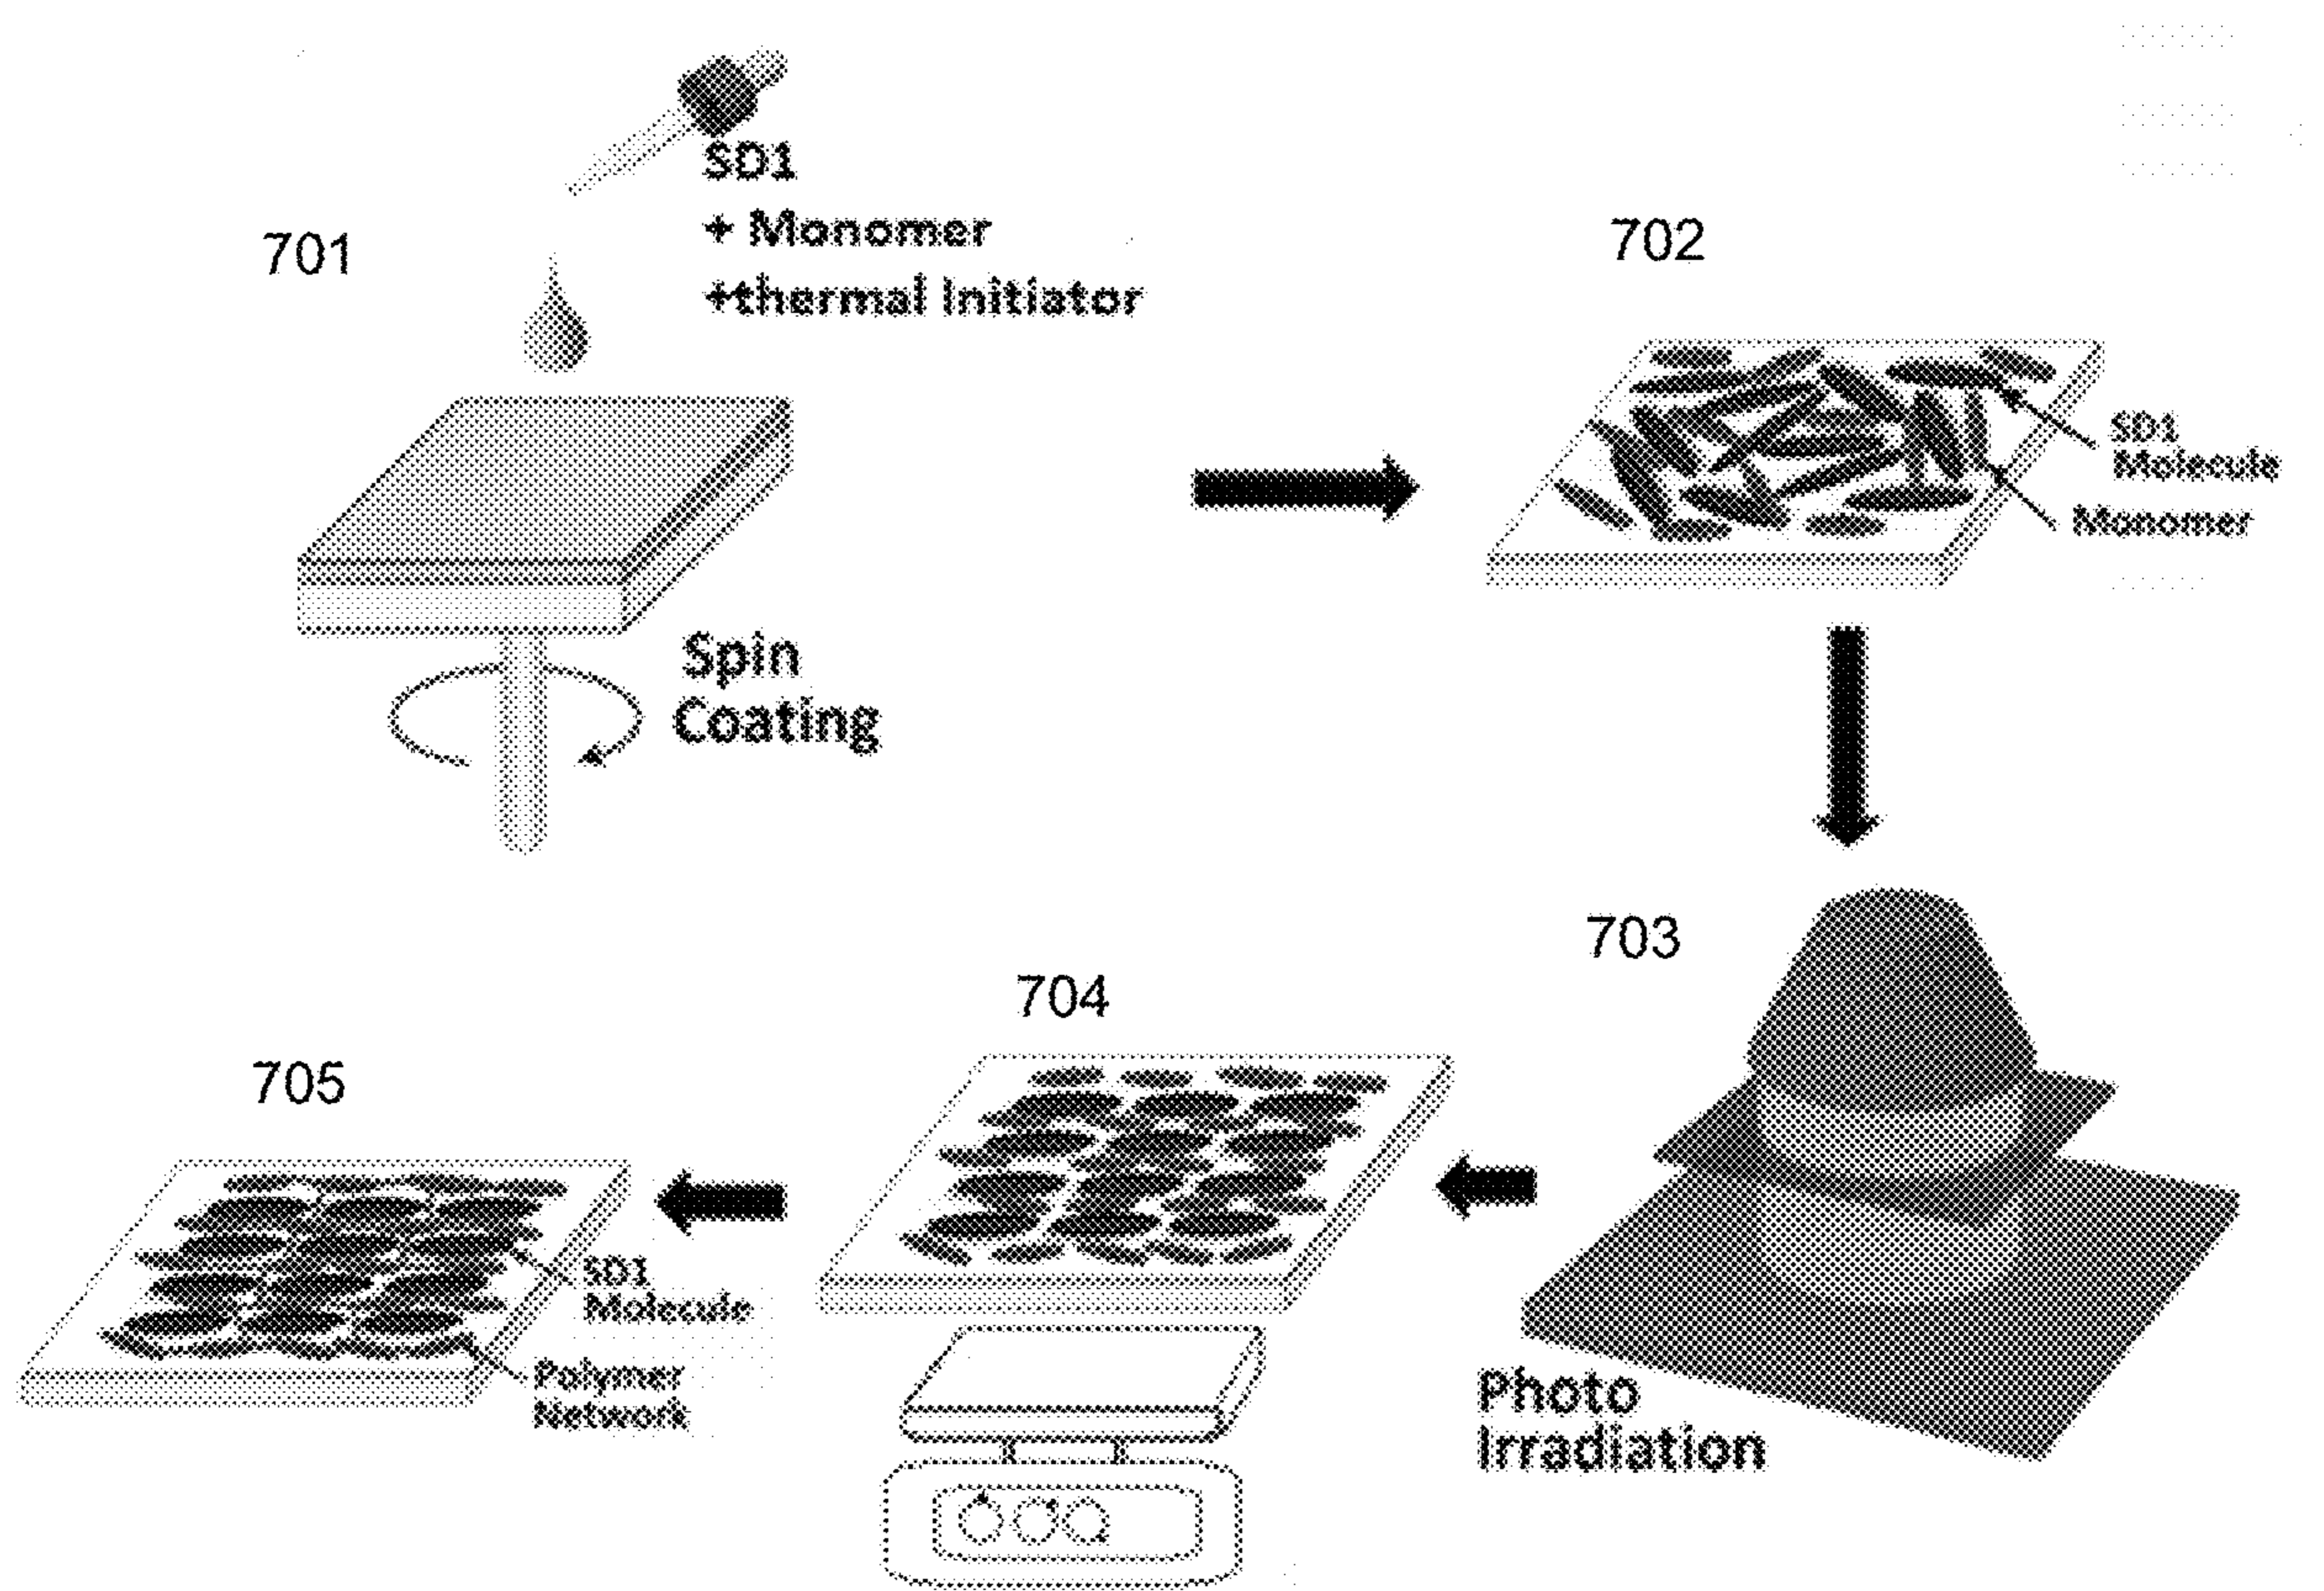 701
SD1
+ Monomer
+thermal Initiator
Spin
Coating
702
SD1
Molecule
Monomer
703
Photo
Irradiation
704
705
SD1
Molecule
Polymer
Network